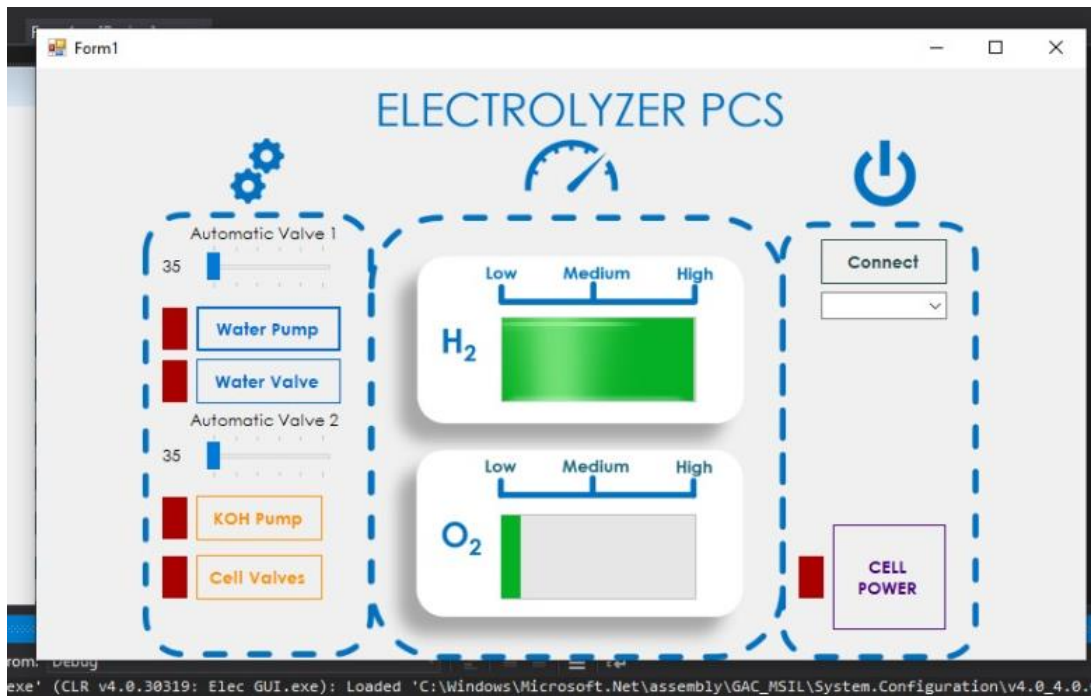 Form1
ELECTROLYZER PCS
Automatic Valve 1
35
Water Pump
Water Valve
Automatic Valve 2
35
KOH Pump
Cell Valves
Low Medium High
H₂
Low Medium High
O₂
Connect
CELL
POWER
exe' (CLR v4.0.30319: Elec GUI.exe): Loaded 'C:\Windows\Microsoft.Net\assembly\GAC_MSIL\System.Configuration\v4.0_4.0